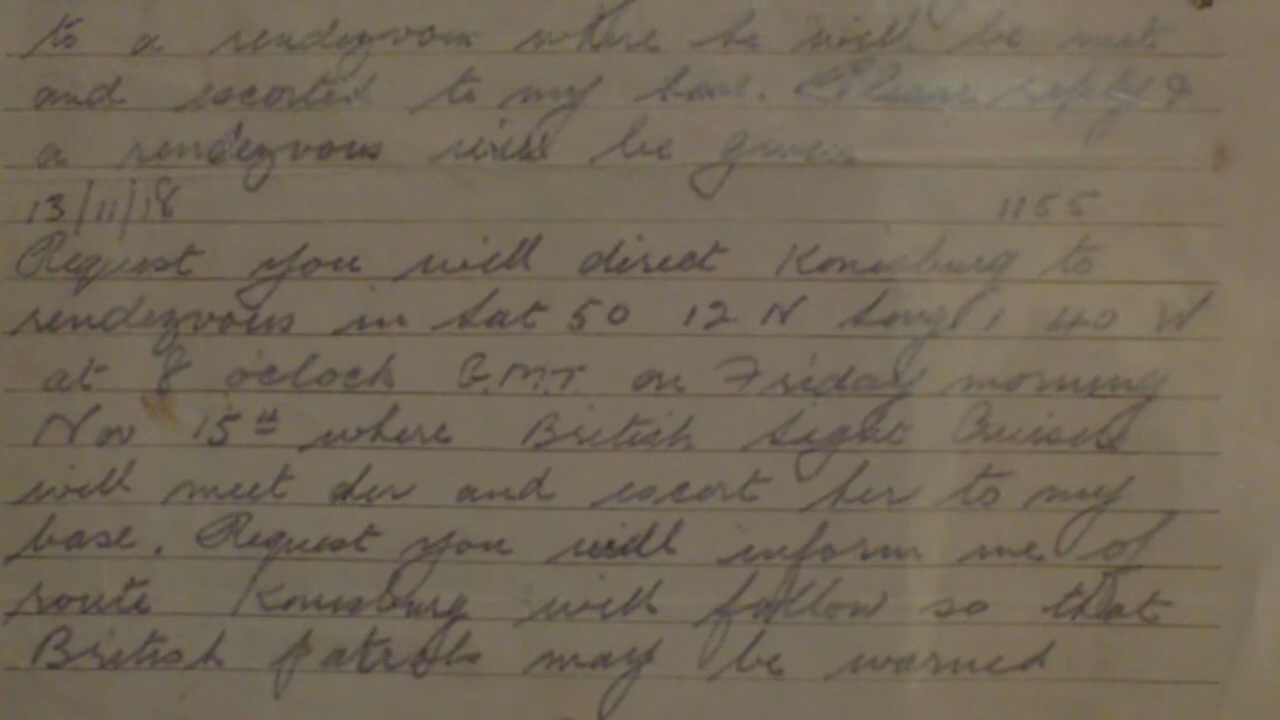 to a rendezvous where he will be met
and escorted to my base. Please reply &
a rendezvous will be given
13/11/18 1155
Request you will direct Konisburg to
rendezvous in Lat 50 12 N Long 1 40 W
at 8 o'clock G.M.T. on Friday morning
Nov 15th where British Light Cruisers
will meet her and escort her to my
base. Request you will inform me of
route Konisburg will follow so that
British patrols may be warned